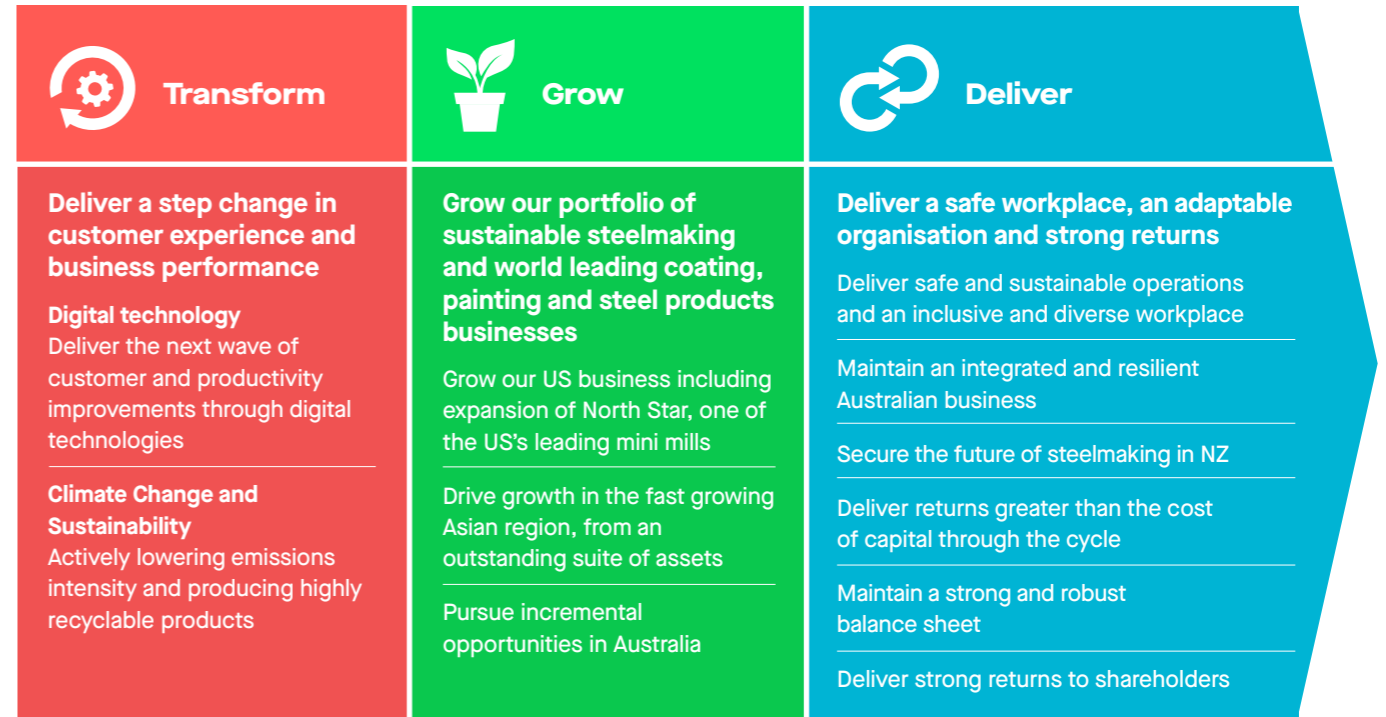 Transform
Deliver a step change in
customer experience and
business performance
Digital technology
Deliver the next wave of
customer and productivity
improvements through digital
technologies
Climate Change and
Sustainability
Actively lowering emissions
intensity and producing highly
recyclable products
Grow
Grow our portfolio of
sustainable steelmaking
and world leading coating,
painting and steel products
businesses
Grow our US business including
expansion of North Star, one of
the US's leading mini mills
Drive growth in the fast growing
Asian region, from an
outstanding suite of assets
Pursue incremental
opportunities in Australia
Deliver
Deliver a safe workplace, an adaptable
organisation and strong returns
Deliver safe and sustainable operations
and an inclusive and diverse workplace
Maintain an integrated and resilient
Australian business
Secure the future of steelmaking in NZ
Deliver returns greater than the cost
of capital through the cycle
Maintain a strong and robust
balance sheet
Deliver strong returns to shareholders